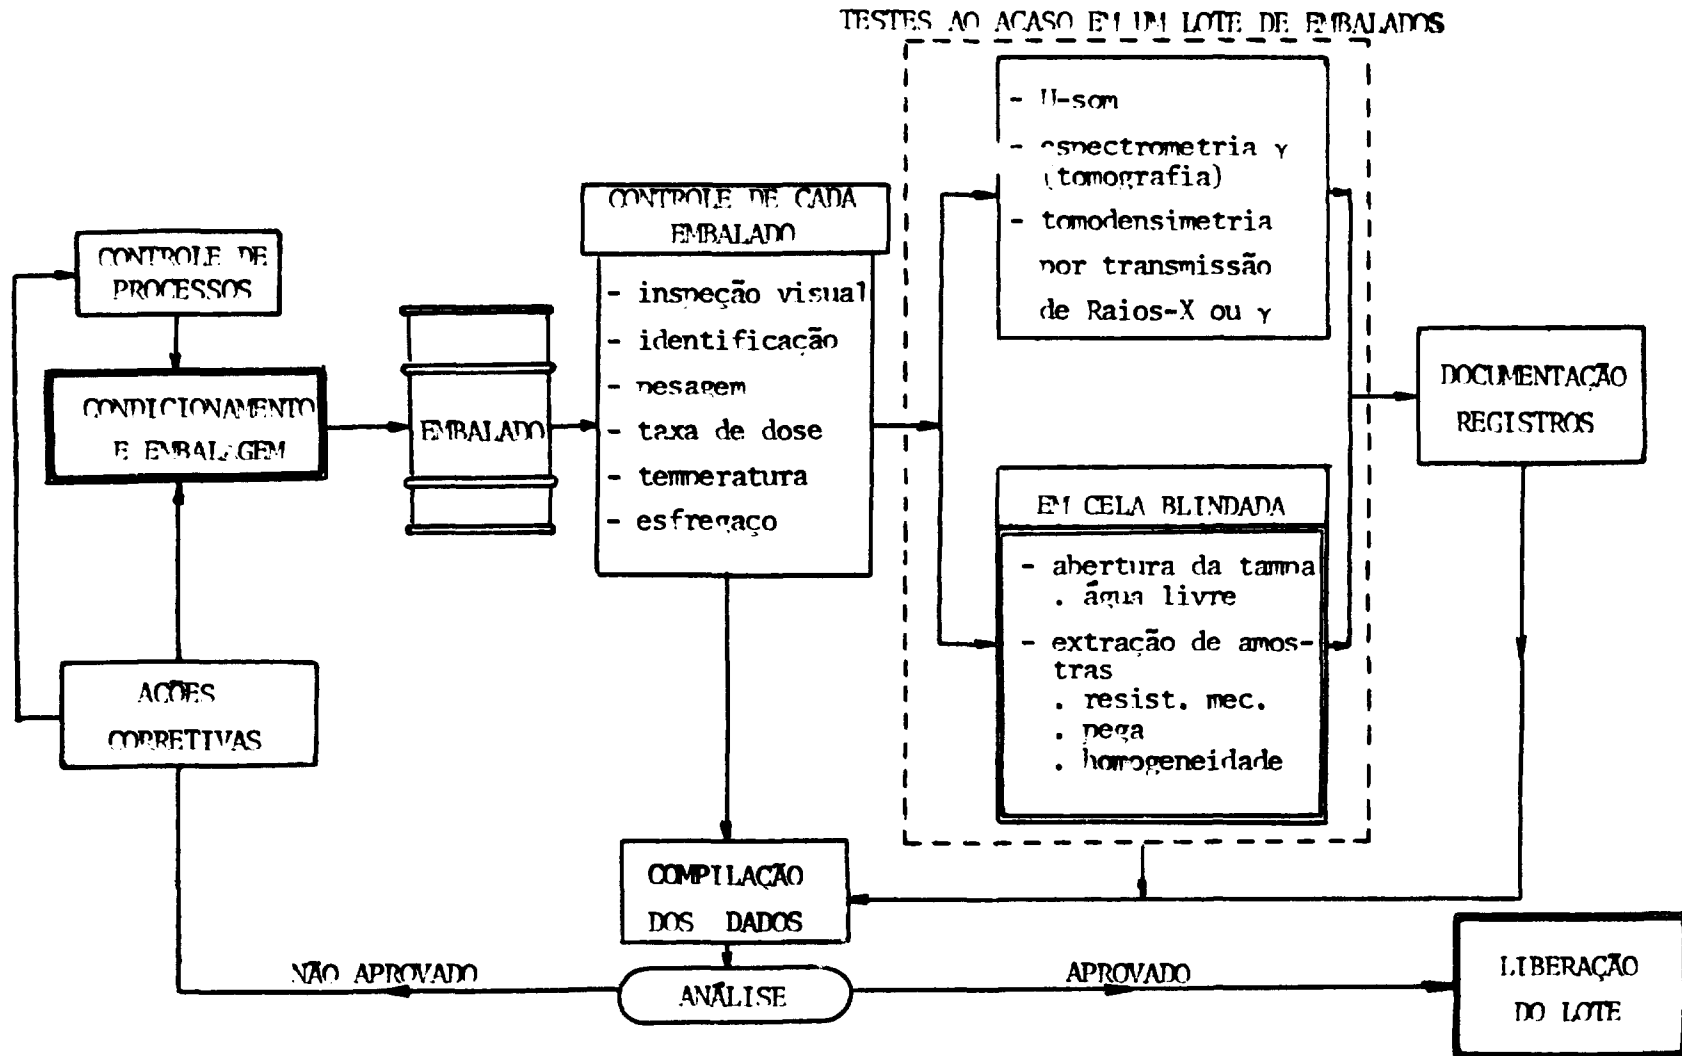 TESTES AO ACASO EM UM LOTE DE EMBALADOS
- U-som
- espectrometria γ
(tomografia)
- tomodensimetria
por transmissão
de Raios-X ou γ
CONTROLE DE CADA
EMBALADO
- inspeção visual
- identificação
- pesagem
- taxa de dose
- temperatura
- esfregaço
CONTROLE DE
PROCESSOS
CONDICIONAMENTO
E EMBALAGEM
EMBALADO
DOCUMENTAÇÃO
REGISTROS
EM CELA BLINDADA
- abertura da tampa
. água livre
- extração de amos-
tras
. resist. mec.
. pega
. homogeneidade
AÇÕES
CORRETIVAS
COMPILAÇÃO
DOS DADOS
NÃO APROVADO
ANÁLISE
APROVADO
LIBERAÇÃO
DO LOTE